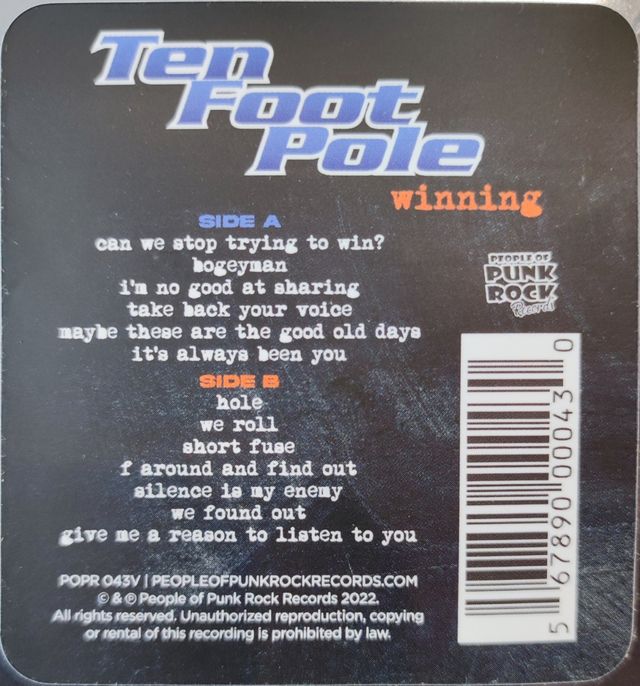 Ten
Foot
Pole
winning
SIDE A
can we stop trying to win?
bogeyman
i'm no good at sharing
take back your voice
maybe these are the good old days
it's always been you
SIDE B
hole
we roll
short fuse
f around and find out
silence is my enemy
we found out
give me a reason to listen to you
PEOPLE OF
PUNK
ROCK
Records
5 67890 00043 0
POPR 043V | PEOPLEOFPUNKROCKRECORDS.COM
© & ℗ People of Punk Rock Records 2022.
All rights reserved. Unauthorized reproduction, copying
or rental of this recording is prohibited by law.